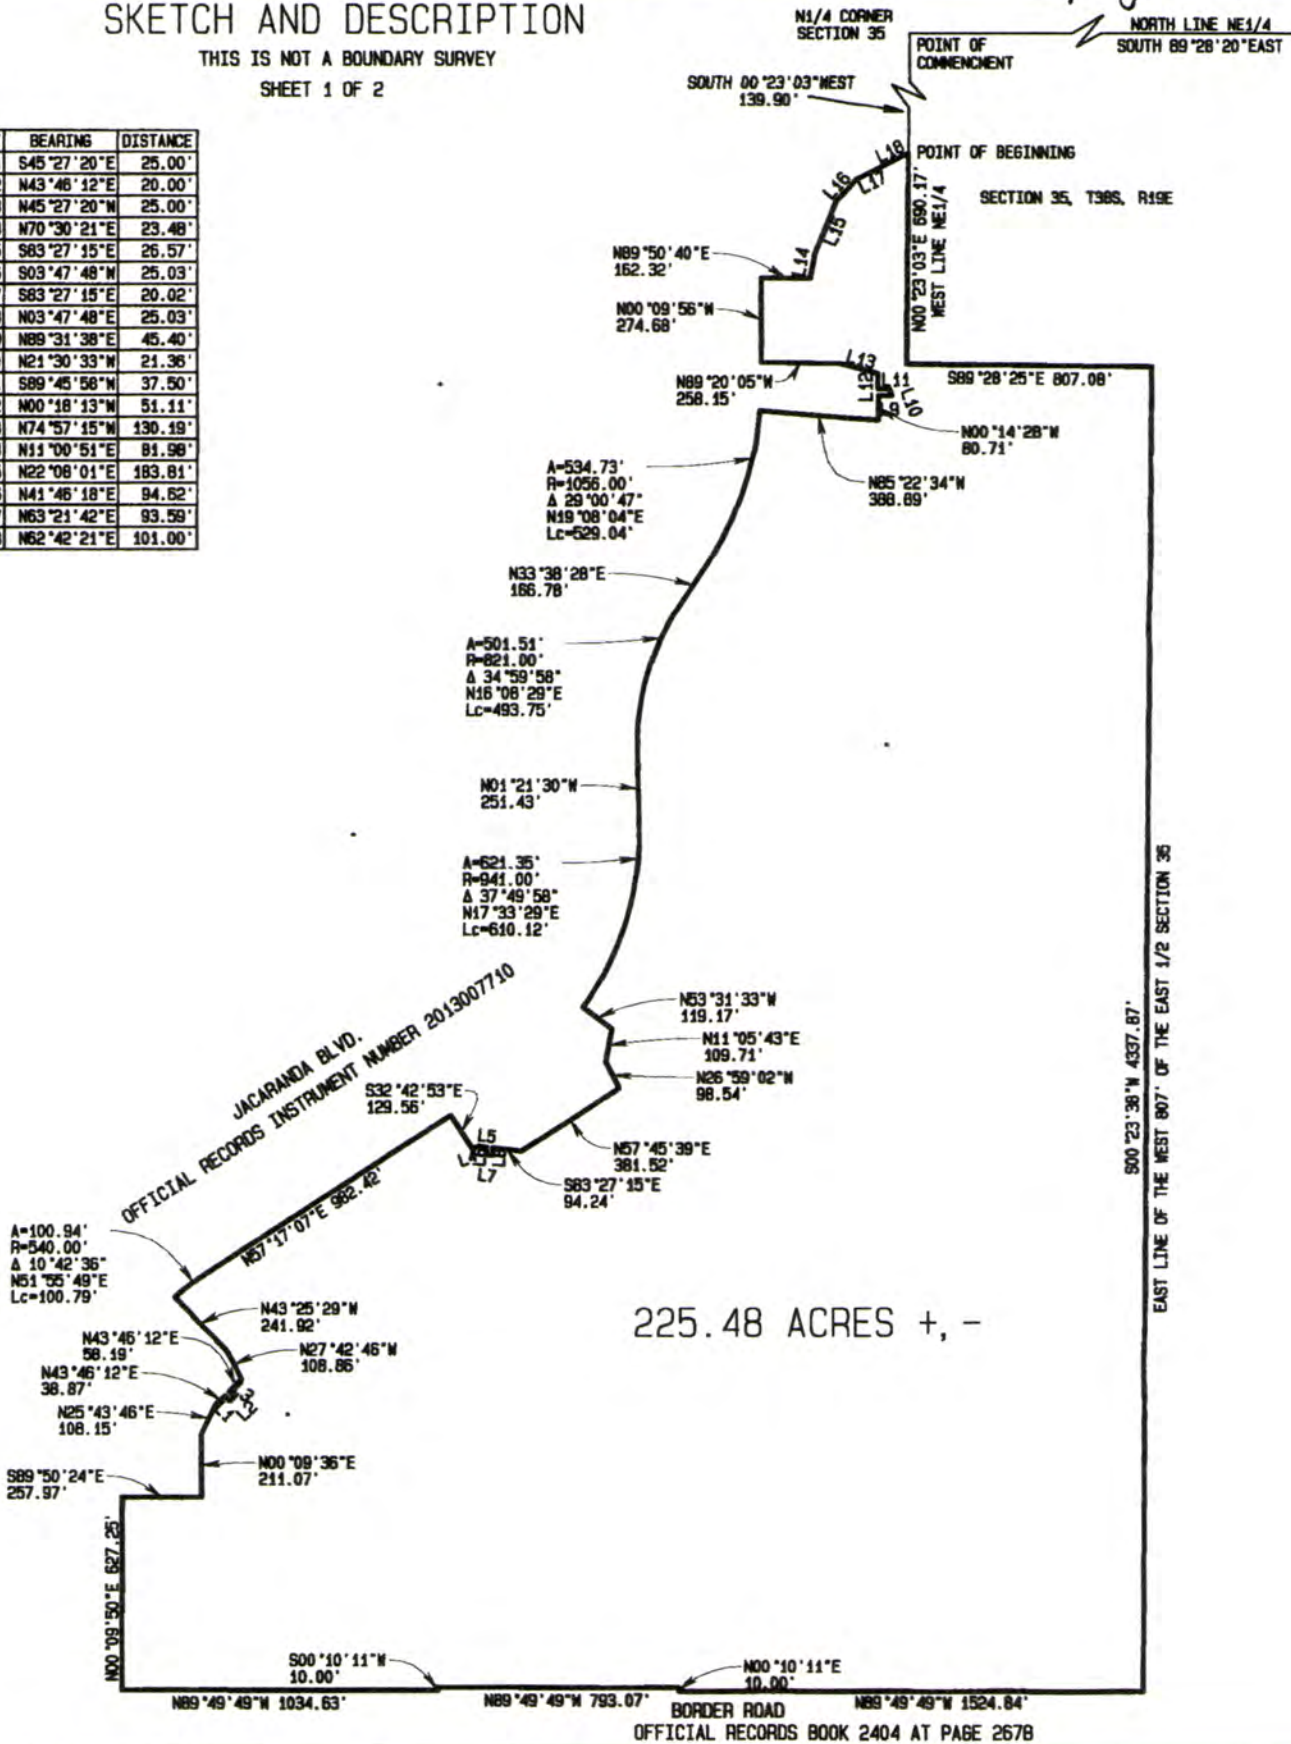 SKETCH AND DESCRIPTION
THIS IS NOT A BOUNDARY SURVEY
SHEET 1 OF 2
N1/4 CORNER
SECTION 35
POINT OF
COMMENCMENT
NORTH LINE NE1/4
SOUTH 89°28'20"EAST
SOUTH 00°23'03"WEST
139.90'
POINT OF BEGINNING
SECTION 35, T38S, R19E
BEARING DISTANCE
S45°27'20"E 25.00'
N43°46'12"E 20.00'
N45°27'20"W 25.00'
N70°30'21"E 23.48'
S83°27'15"E 26.57'
S03°47'48"W 25.03'
S83°27'15"E 20.02'
N03°47'48"E 25.03'
N89°31'38"E 45.40'
N21°30'33"W 21.36'
S89°45'58"W 37.50'
N00°18'13"W 51.11'
N74°57'15"W 130.19'
N11°00'51"E 81.98'
N22°08'01"E 183.81'
N41°46'18"E 94.62'
N63°21'42"E 93.59'
N62°42'21"E 101.00'
L18
L17
L16
L15
L14
N00°23'03"E 690.17'
WEST LINE NE1/4
N89°50'40"E
162.32'
N00°09'56"W
274.68'
L13
L12
L11
L10
N89°20'05"W
258.15'
S89°28'25"E 807.08'
N00°14'28"W
80.71'
N85°22'34"W
388.69'
A=534.73'
R=1056.00'
Δ 29°00'47"
N19°08'04"E
Lc=529.04'
N33°38'28"E
166.78'
A=501.51'
R=821.00'
Δ 34°59'58"
N16°08'29"E
Lc=493.75'
N01°21'30"W
251.43'
A=621.35'
R=941.00'
Δ 37°49'58"
N17°33'29"E
Lc=610.12'
S00°23'38"W 4337.87'
EAST LINE OF THE WEST 807' OF THE EAST 1/2 SECTION 35
N53°31'33"W
119.17'
N11°05'43"E
109.71'
N26°59'02"W
98.54'
JACARANDA BLVD.
OFFICIAL RECORDS INSTRUMENT NUMBER 2013007710
S32°42'53"E
129.56'
L5
L7
N57°45'39"E
381.52'
S83°27'15"E
94.24'
N57°17'07"E 982.42'
A=100.94'
R=540.00'
Δ 10°42'36"
N51°55'49"E
Lc=100.79'
N43°25'29"W
241.92'
N43°46'12"E
58.19'
N27°42'46"W
108.86'
N43°46'12"E
38.87'
N25°43'46"E
108.15'
225.48 ACRES +,-
N00°09'36"E
211.07'
S89°50'24"E
257.97'
N00°09'50"E 627.25'
S00°10'11"W
10.00'
N00°10'11"E
10.00'
N89°49'49"W 1034.63'
N89°49'49"W 793.07'
N89°49'49"W 1524.84'
BORDER ROAD
OFFICIAL RECORDS BOOK 2404 AT PAGE 2678